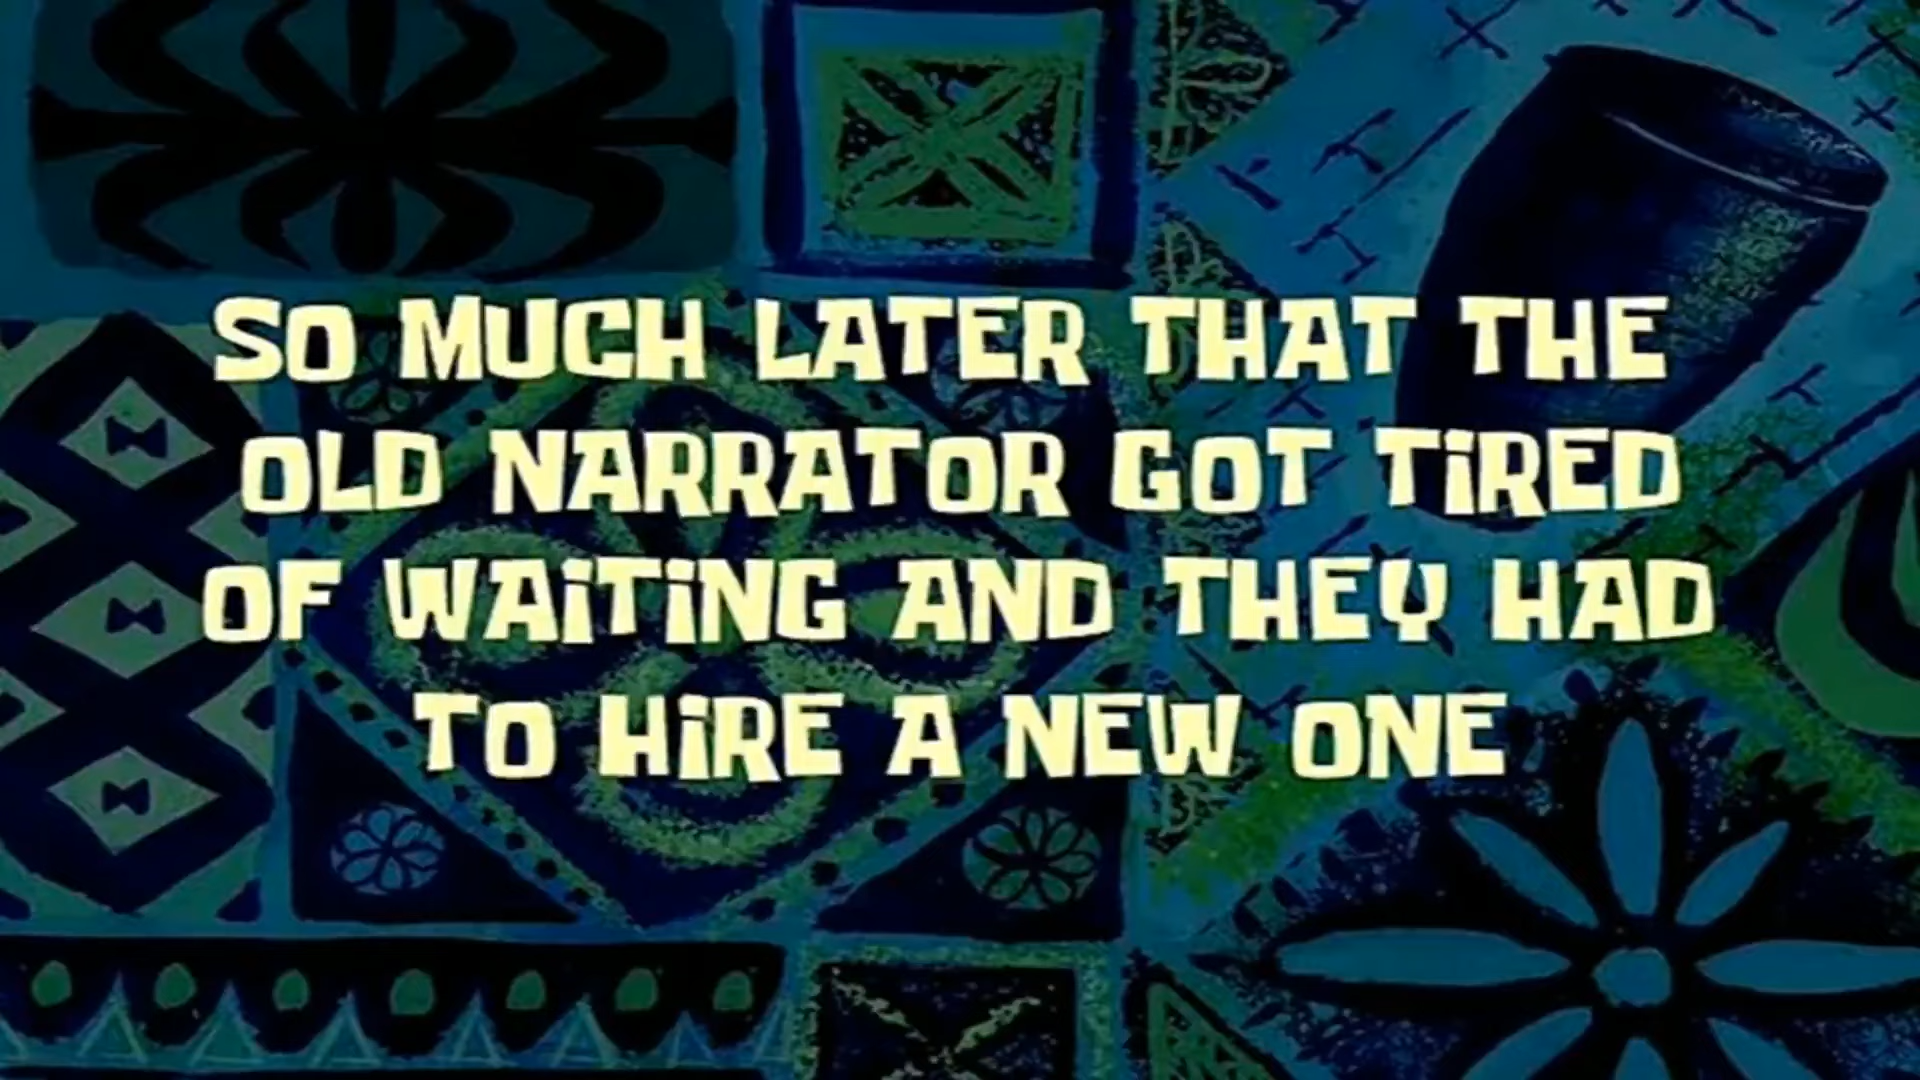 SO MUCH LATER THAT THE
OLD NARRATOR GOT TiRED
OF WAiTiNG AND THEY HAD
TO HiRE A NEW ONE